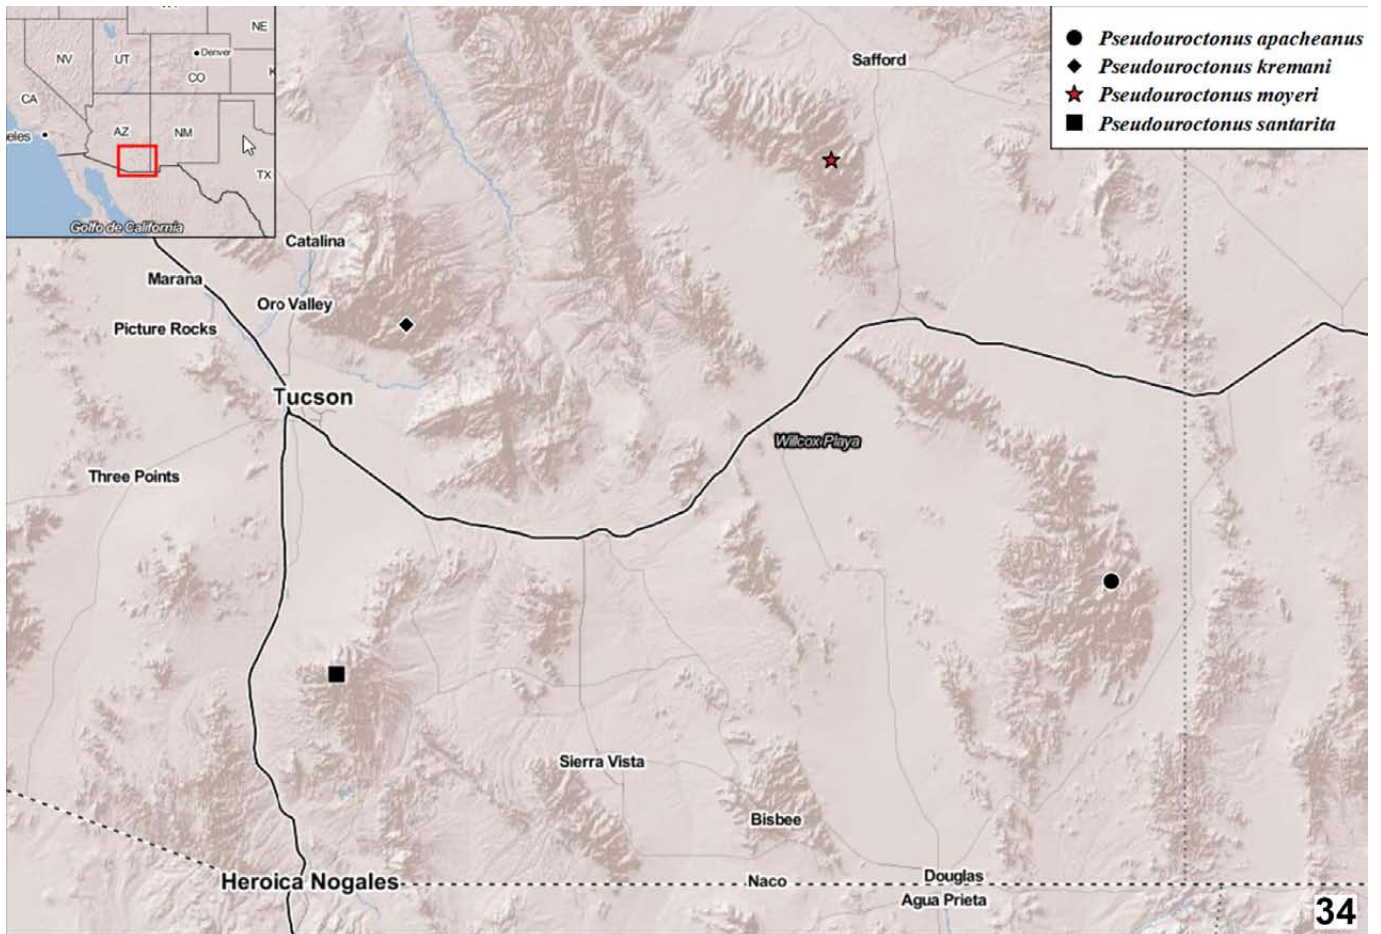 NE
NV
UT
Denver
CO
CA
AZ
NM
eles
TX
Golfo de California
Pseudouroctonus apacheanus
Pseudouroctonus kremani
Pseudouroctonus moyeri
Pseudouroctonus santarita
Safford
Catalina
Marana
Oro Valley
Picture Rocks
Tucson
Willcox Playa
Three Points
Sierra Vista
Bisbee
Heroica Nogales
Naco
Douglas
Agua Prieta
34